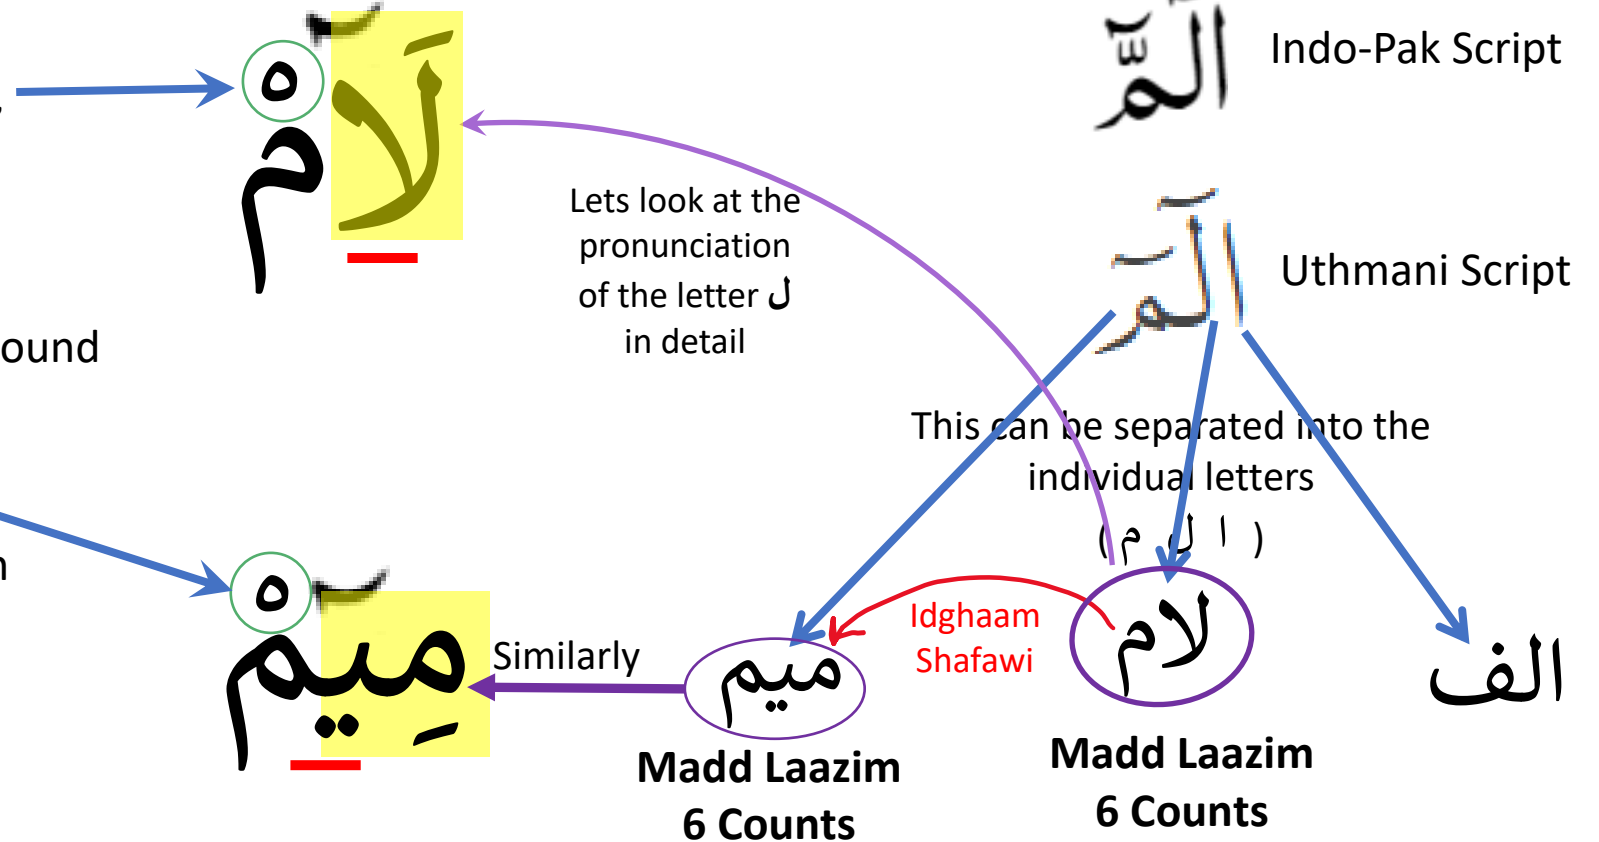 الٓمّٓ
Indo-Pak Script
الٓمٓ
Uthmani Script
لَآمْ
Lets look at the
pronunciation
of the letter ل
in detail
ound
This can be separated into the
individual letters
( ا ل م )
Idghaam
Shafawi
الف
لام
ميم
Similarly
مِيٓمْ
Madd Laazim
6 Counts
Madd Laazim
6 Counts